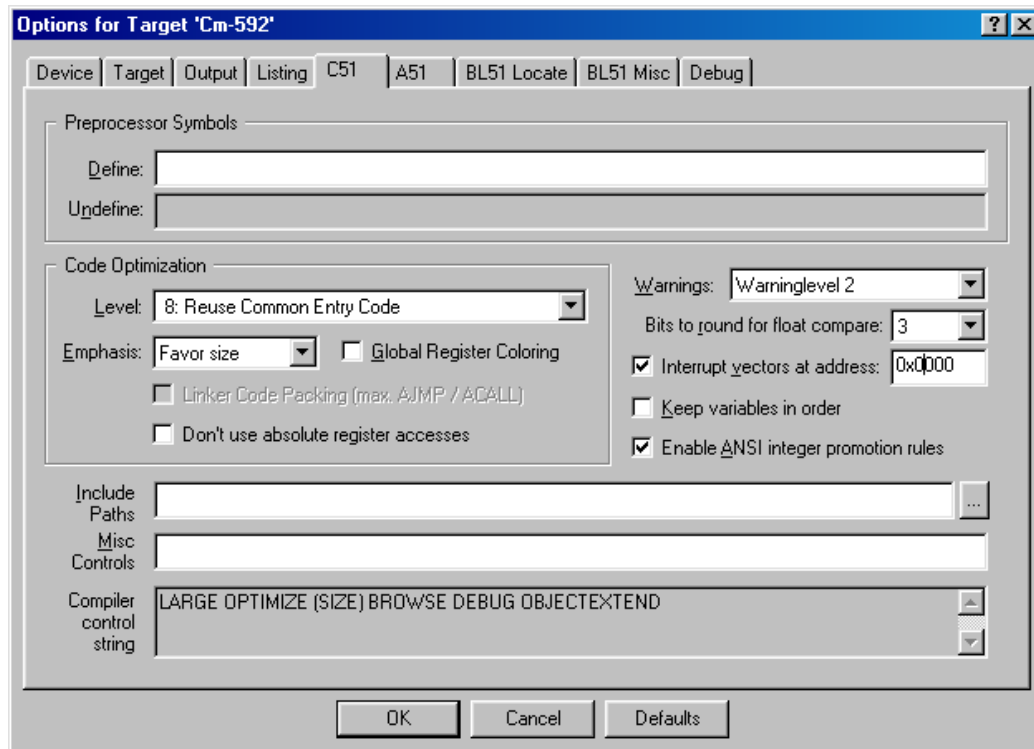 Options for Target 'Cm-592'
Device Target Output Listing C51 A51 BL51 Locate BL51 Misc Debug
Preprocessor Symbols
Define:
Undefine:
Code Optimization
Level: 8: Reuse Common Entry Code
Emphasis: Favor size Global Register Coloring
Linker Code Packing (max. AJMP / ACALL)
Don't use absolute register accesses
Warnings: Warninglevel 2
Bits to round for float compare: 3
Interrupt vectors at address: 0x0000
Keep variables in order
Enable ANSI integer promotion rules
Include
Paths
...
Misc
Controls
Compiler
control
string
LARGE OPTIMIZE (SIZE) BROWSE DEBUG OBJECTEXTEND
OK Cancel Defaults